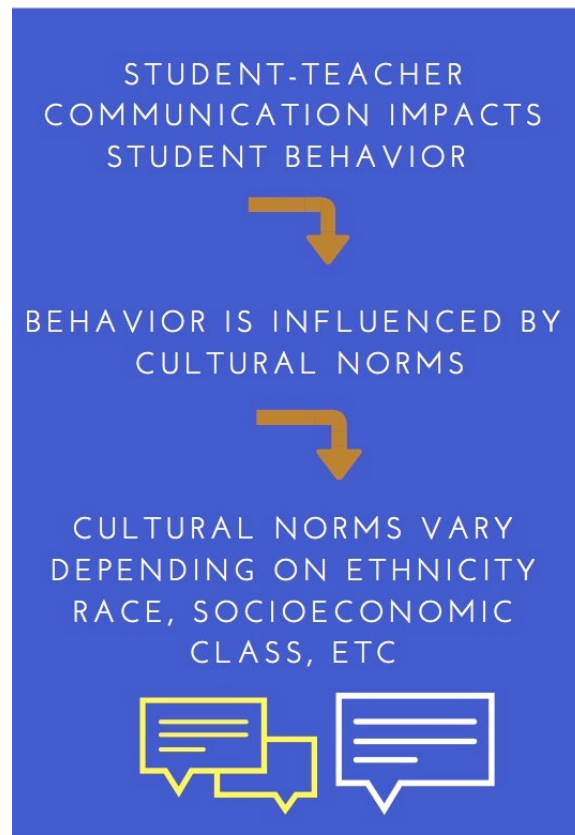 STUDENT-TEACHER
COMMUNICATION IMPACTS
STUDENT BEHAVIOR
BEHAVIOR IS INFLUENCED BY
CULTURAL NORMS
CULTURAL NORMS VARY
DEPENDING ON ETHNICITY
RACE, SOCIOECONOMIC
CLASS, ETC